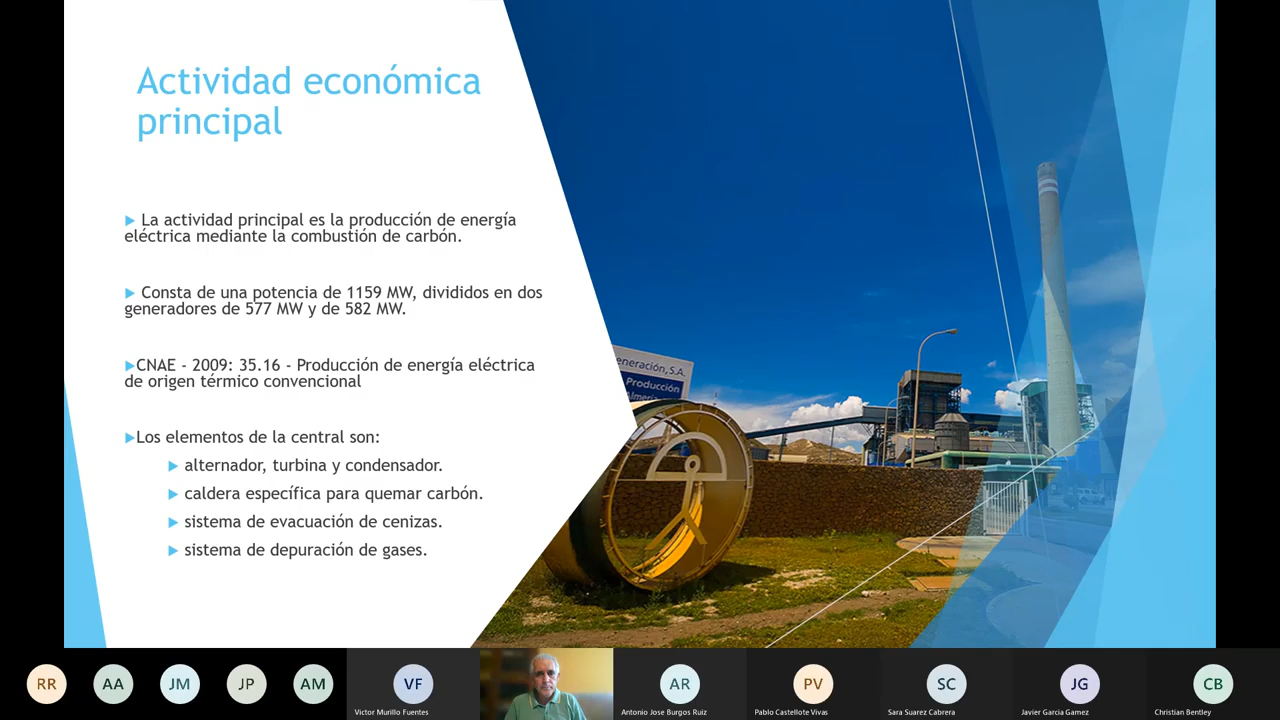 Actividad económica
principal
La actividad principal es la producción de energía
eléctrica mediante la combustión de carbón.
Consta de una potencia de 1159 MW, divididos en dos
generadores de 577 MW y de 582 MW.
CNAE - 2009: 35.16 - Producción de energía eléctrica
de origen térmico convencional
Los elementos de la central son:
alternador, turbina y condensador.
caldera específica para quemar carbón.
sistema de evacuación de cenizas.
sistema de depuración de gases.
eneración, S.A.
Producción
Almería
RR
AA
JM
JP
AM
VF
AR
PV
SC
JG
CB
Victor Murillo Fuentes
Antonio Jose Burgos Ruiz
Pablo Castellote Vivas
Sara Suarez Cabrera
Javier Garcia Gamez
Christian Bentley